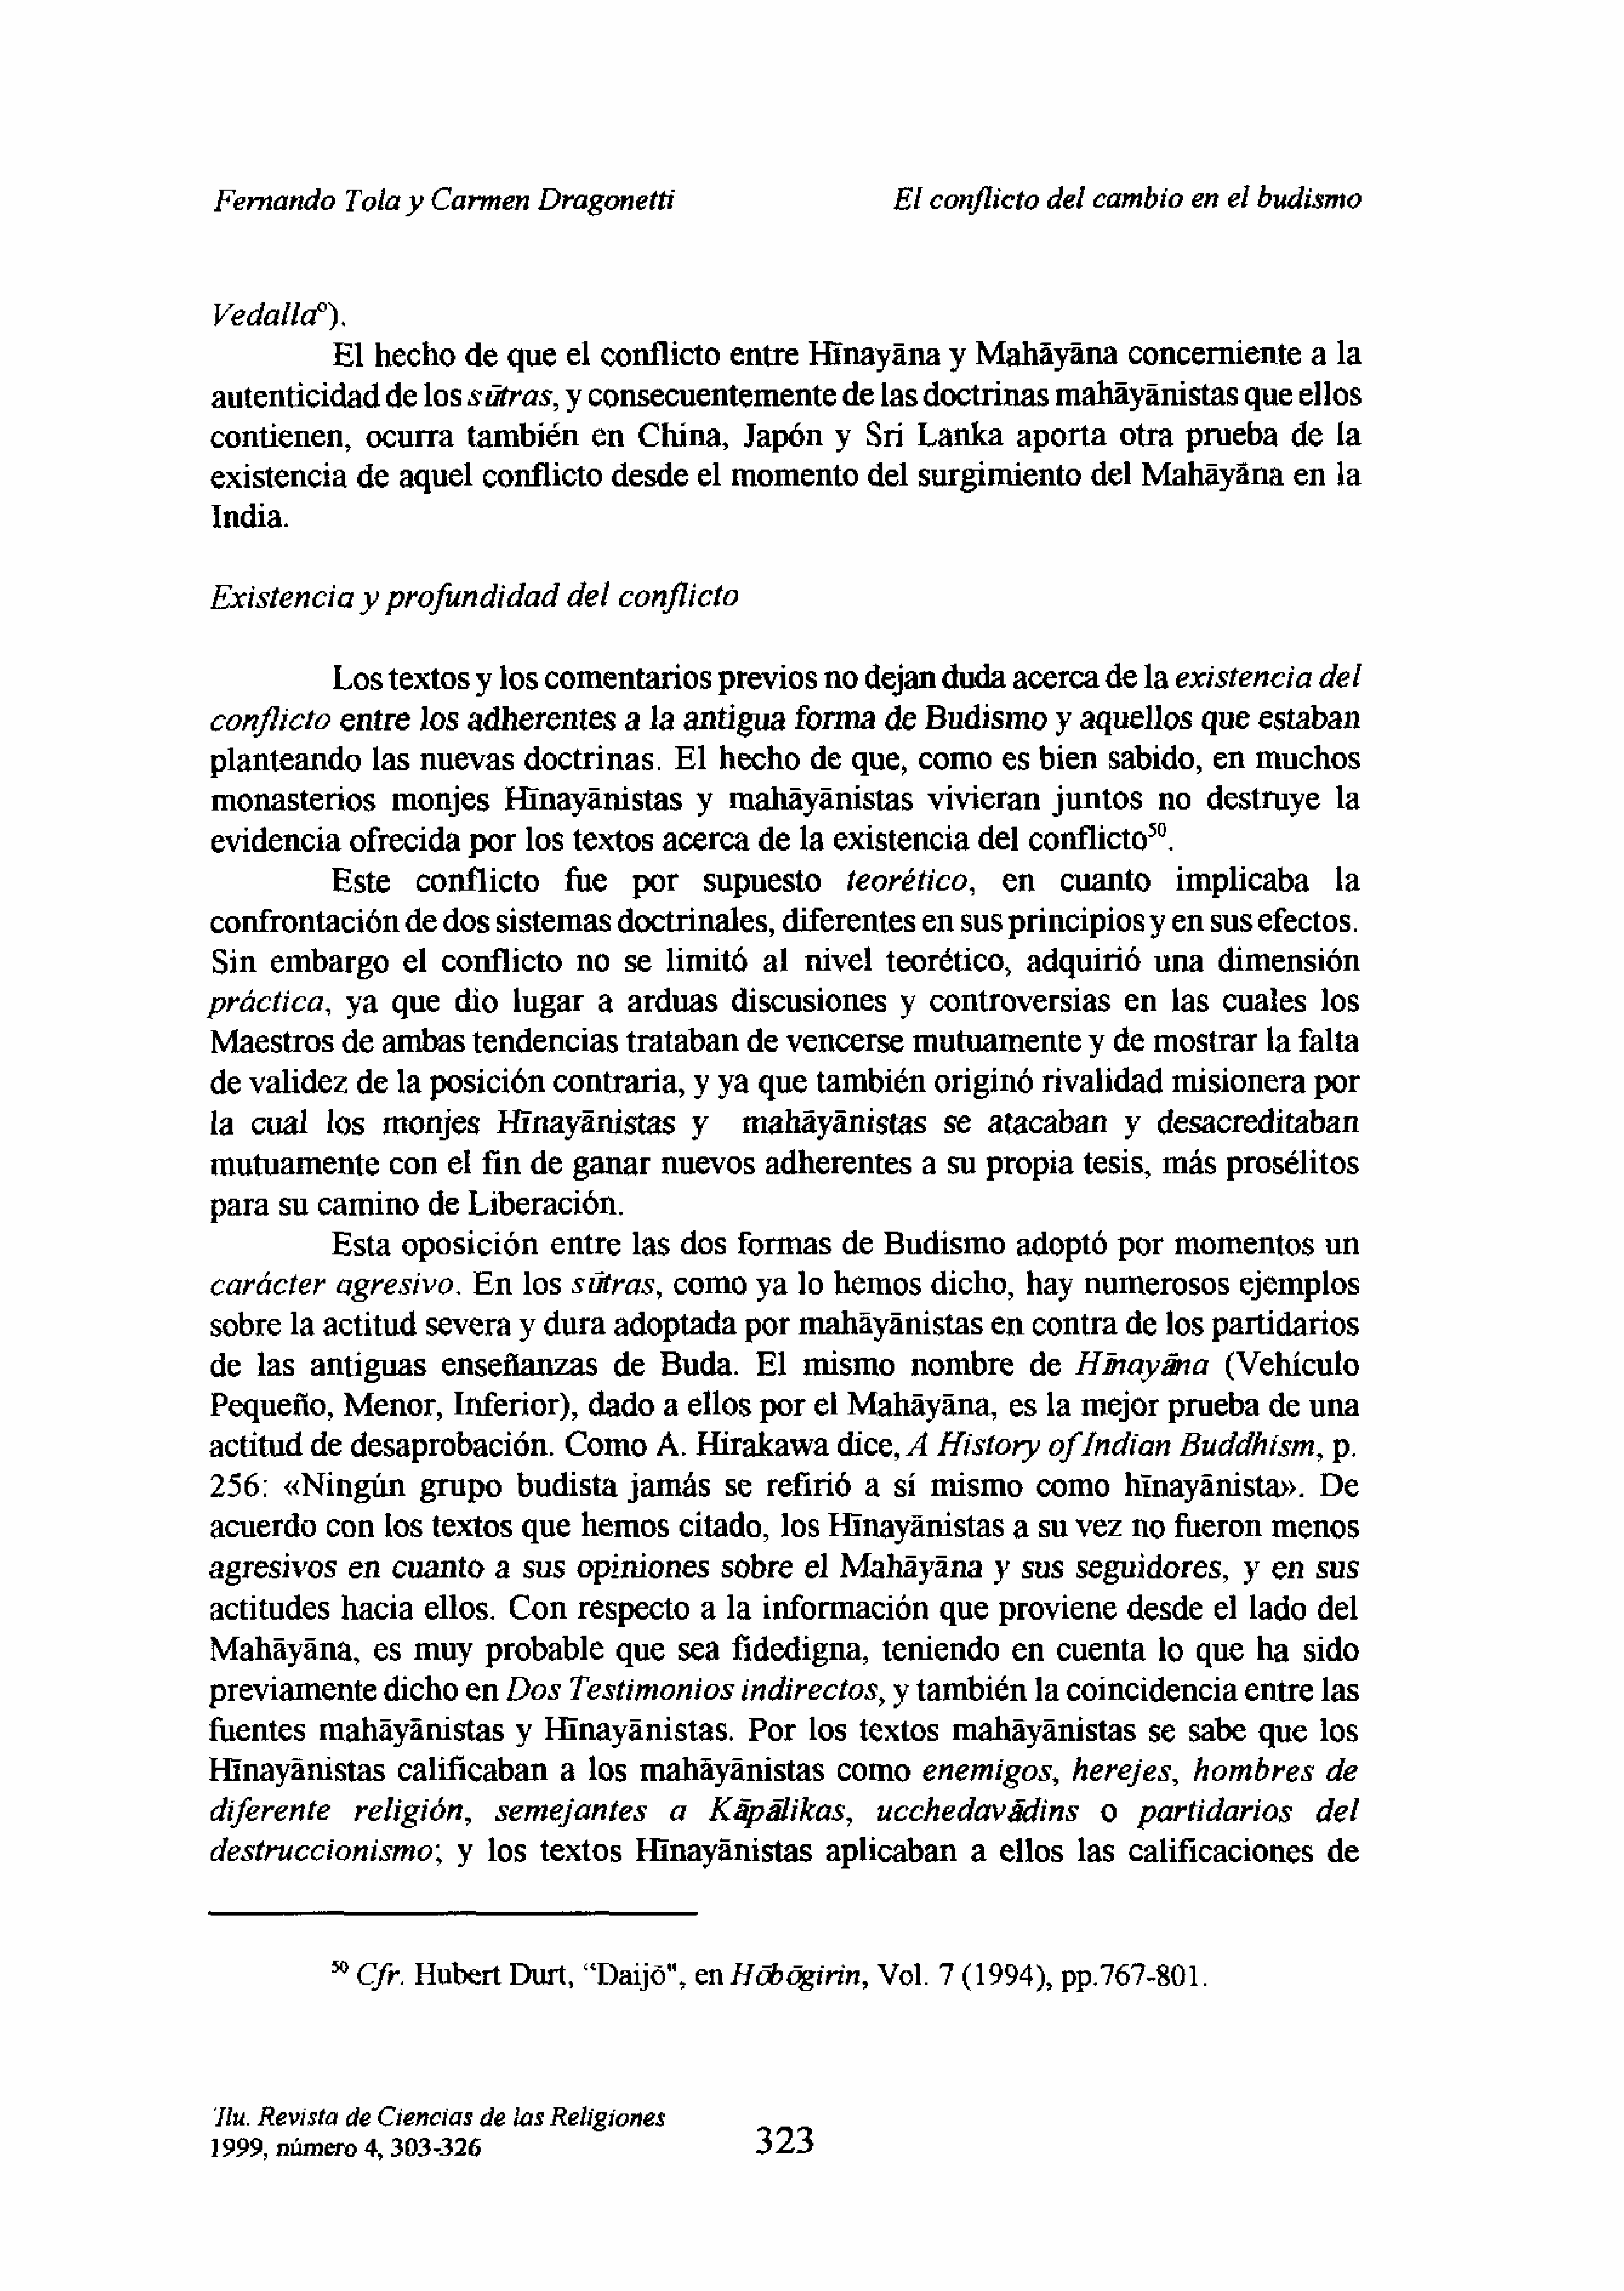 Fernando Tola y Carmen Dragonetti
El conflicto del cambio en el budismo
Vedallaº).
El hecho de que el conflicto entre Hīnayāna y Mahāyāna concerniente a la
autenticidad de los sūtras, y consecuentemente de las doctrinas mahāyānistas que ellos
contienen, ocurra también en China, Japón y Sri Lanka aporta otra prueba de la
existencia de aquel conflicto desde el momento del surgimiento del Mahāyāna en la
India.
Existencia y profundidad del conflicto
Los textos y los comentarios previos no dejan duda acerca de la existencia del
conflicto entre los adherentes a la antigua forma de Budismo y aquellos que estaban
planteando las nuevas doctrinas. El hecho de que, como es bien sabido, en muchos
monasterios monjes Hīnayānistas y mahāyānistas vivieran juntos no destruye la
evidencia ofrecida por los textos acerca de la existencia del conflicto⁵⁰.
Este conflicto fue por supuesto teorético, en cuanto implicaba la
confrontación de dos sistemas doctrinales, diferentes en sus principios y en sus efectos.
Sin embargo el conflicto no se limitó al nivel teorético, adquirió una dimensión
práctica, ya que dio lugar a arduas discusiones y controversias en las cuales los
Maestros de ambas tendencias trataban de vencerse mutuamente y de mostrar la falta
de validez de la posición contraria, y ya que también originó rivalidad misionera por
la cual los monjes Hīnayānistas y mahāyānistas se atacaban y desacreditaban
mutuamente con el fin de ganar nuevos adherentes a su propia tesis, más prosélitos
para su camino de Liberación.
Esta oposición entre las dos formas de Budismo adoptó por momentos un
carácter agresivo. En los sūtras, como ya lo hemos dicho, hay numerosos ejemplos
sobre la actitud severa y dura adoptada por mahāyānistas en contra de los partidarios
de las antiguas enseñanzas de Buda. El mismo nombre de Hīnayāna (Vehículo
Pequeño, Menor, Inferior), dado a ellos por el Mahāyāna, es la mejor prueba de una
actitud de desaprobación. Como A. Hirakawa dice, A History of Indian Buddhism, p.
256: «Ningún grupo budista jamás se refirió a sí mismo como hīnayānista». De
acuerdo con los textos que hemos citado, los Hīnayānistas a su vez no fueron menos
agresivos en cuanto a sus opiniones sobre el Mahāyāna y sus seguidores, y en sus
actitudes hacia ellos. Con respecto a la información que proviene desde el lado del
Mahāyāna, es muy probable que sea fidedigna, teniendo en cuenta lo que ha sido
previamente dicho en Dos Testimonios indirectos, y también la coincidencia entre las
fuentes mahāyānistas y Hīnayānistas. Por los textos mahāyānistas se sabe que los
Hīnayānistas calificaban a los mahāyānistas como enemigos, herejes, hombres de
diferente religión, semejantes a Kāpālikas, ucchedavādins o partidarios del
destruccionismo; y los textos Hīnayānistas aplicaban a ellos las calificaciones de
⁵⁰ Cfr. Hubert Durt, "Daijō", en Hōbōgirin, Vol. 7 (1994), pp.767-801.
'Ilu. Revista de Ciencias de las Religiones
1999, número 4, 303-326
323